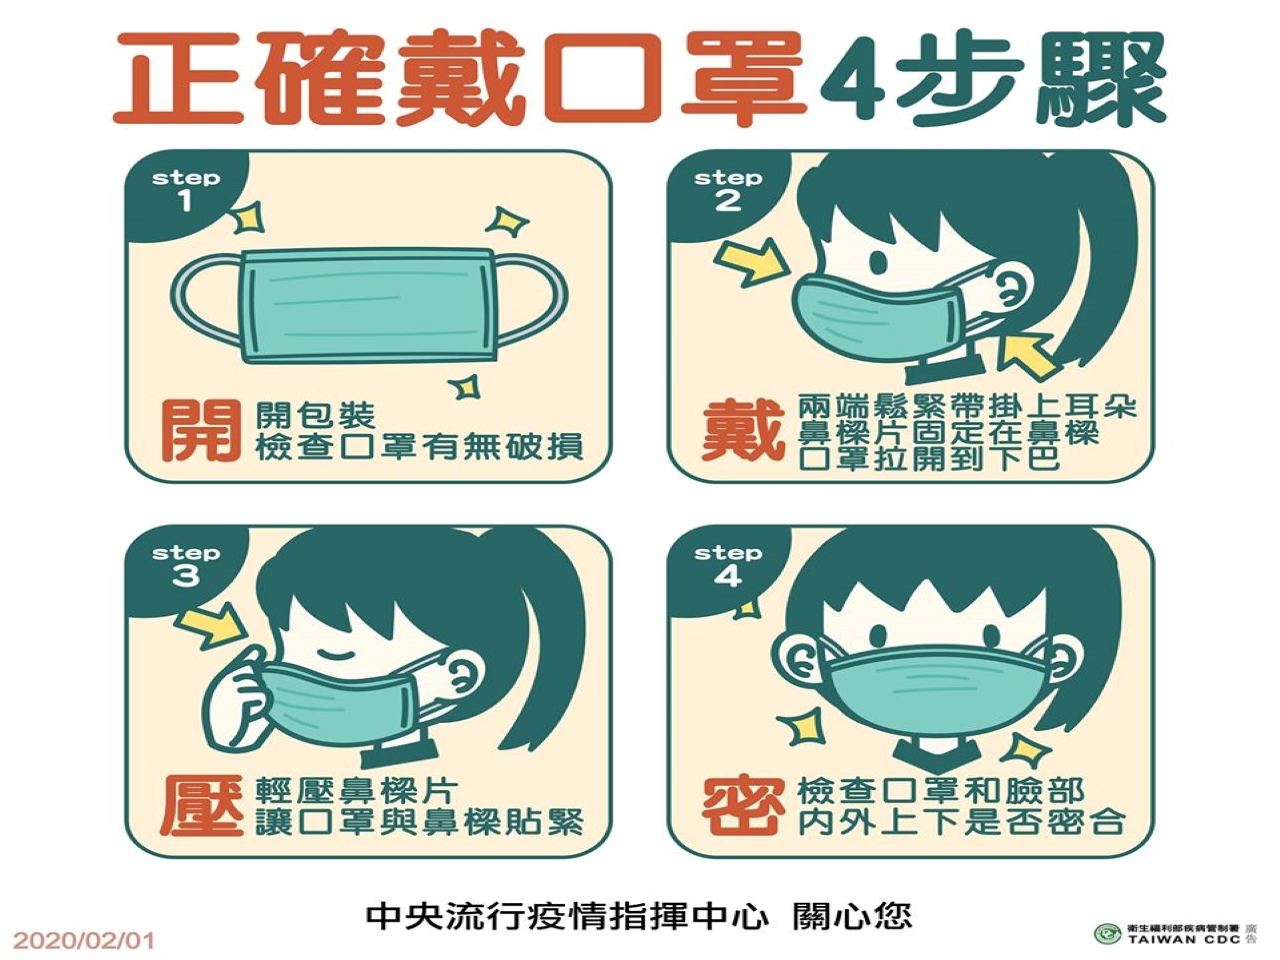 正確戴口罩4步驟
step
1
開
開包裝
檢查口罩有無破損
step
2
戴
兩端鬆緊帶掛上耳朵
鼻樑片固定在鼻樑
口罩拉開到下巴
step
3
壓
輕壓鼻樑片
讓口罩與鼻樑貼緊
step
4
密
檢查口罩和臉部
內外上下是否密合
中央流行疫情指揮中心 關心您
2020/02/01
衛生福利部疾病管制署
TAIWAN CDC
廣告